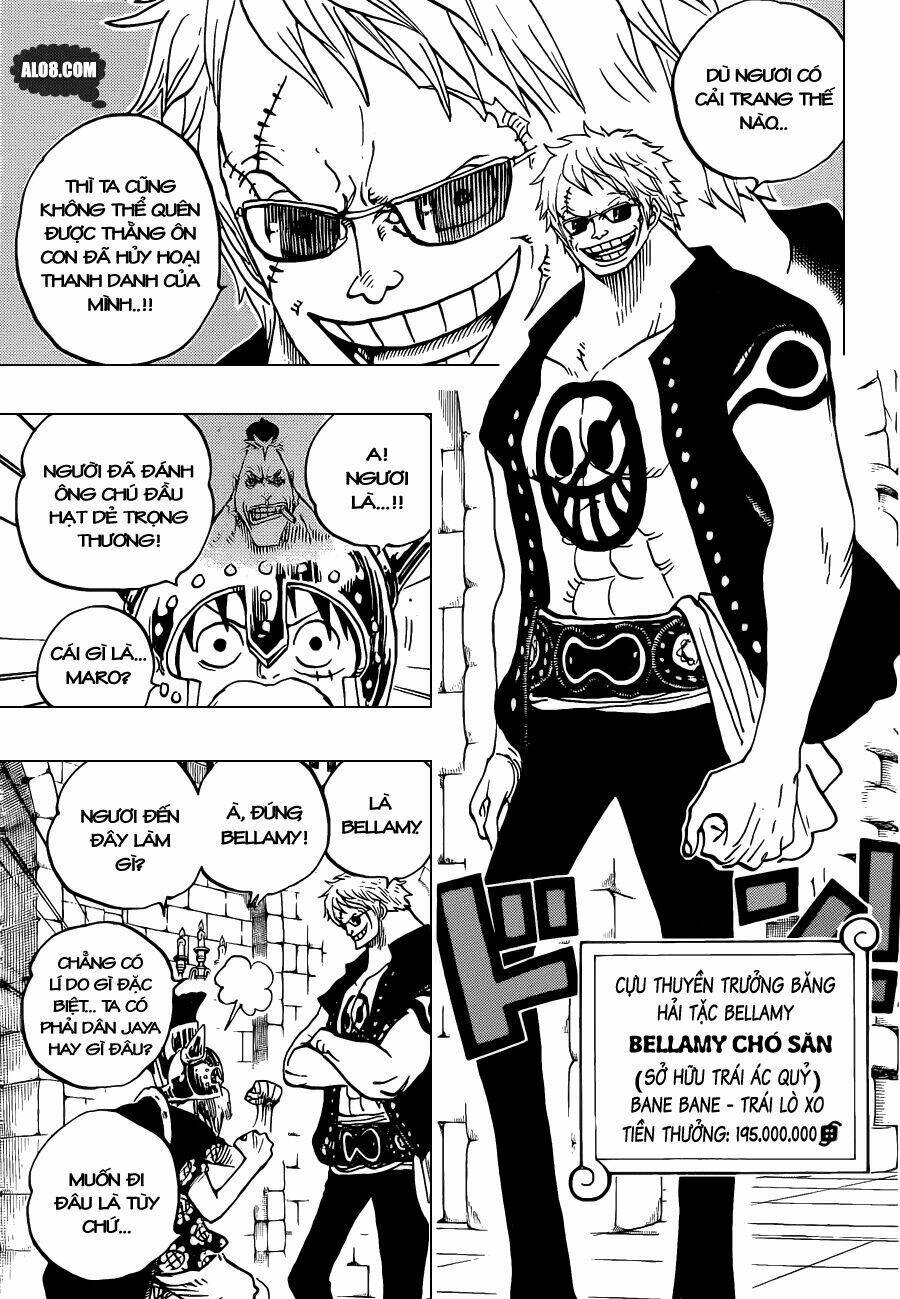 ALO8.COM
DÙ NGƯƠI CÓ
CẢI TRANG THẾ
NÀO...
THÌ TA CŨNG
KHÔNG THỂ QUÊN
ĐƯỢC THẰNG ÔN
CON ĐÃ HỦY HOẠI
THANH DANH CỦA
MÌNH..!!
A!
NGƯƠI
LÀ...!!
NGƯỜI ĐÃ ĐÁNH
ÔNG CHÚ ĐẦU
HẠT DẺ TRỌNG
THƯƠNG!
CÁI GÌ LÀ...
MARO?
LÀ
BELLAMY.
À, ĐÚNG,
BELLAMY!
NGƯƠI ĐẾN
ĐÂY LÀM
GÌ?
CHẲNG CÓ
LÍ DO GÌ ĐẶC
BIỆT... TA CÓ
PHẢI DÂN JAYA
HAY GÌ ĐÂU?
MUỐN ĐI
ĐÂU LÀ TÙY
CHỨ...
ドドン!!
CỰU THUYỀN TRƯỞNG BĂNG
HẢI TẶC BELLAMY
BELLAMY CHÓ SĂN
(SỞ HỮU TRÁI ÁC QUỶ)
BANE BANE - TRÁI LÒ XO
TIỀN THƯỞNG: 195.000.000